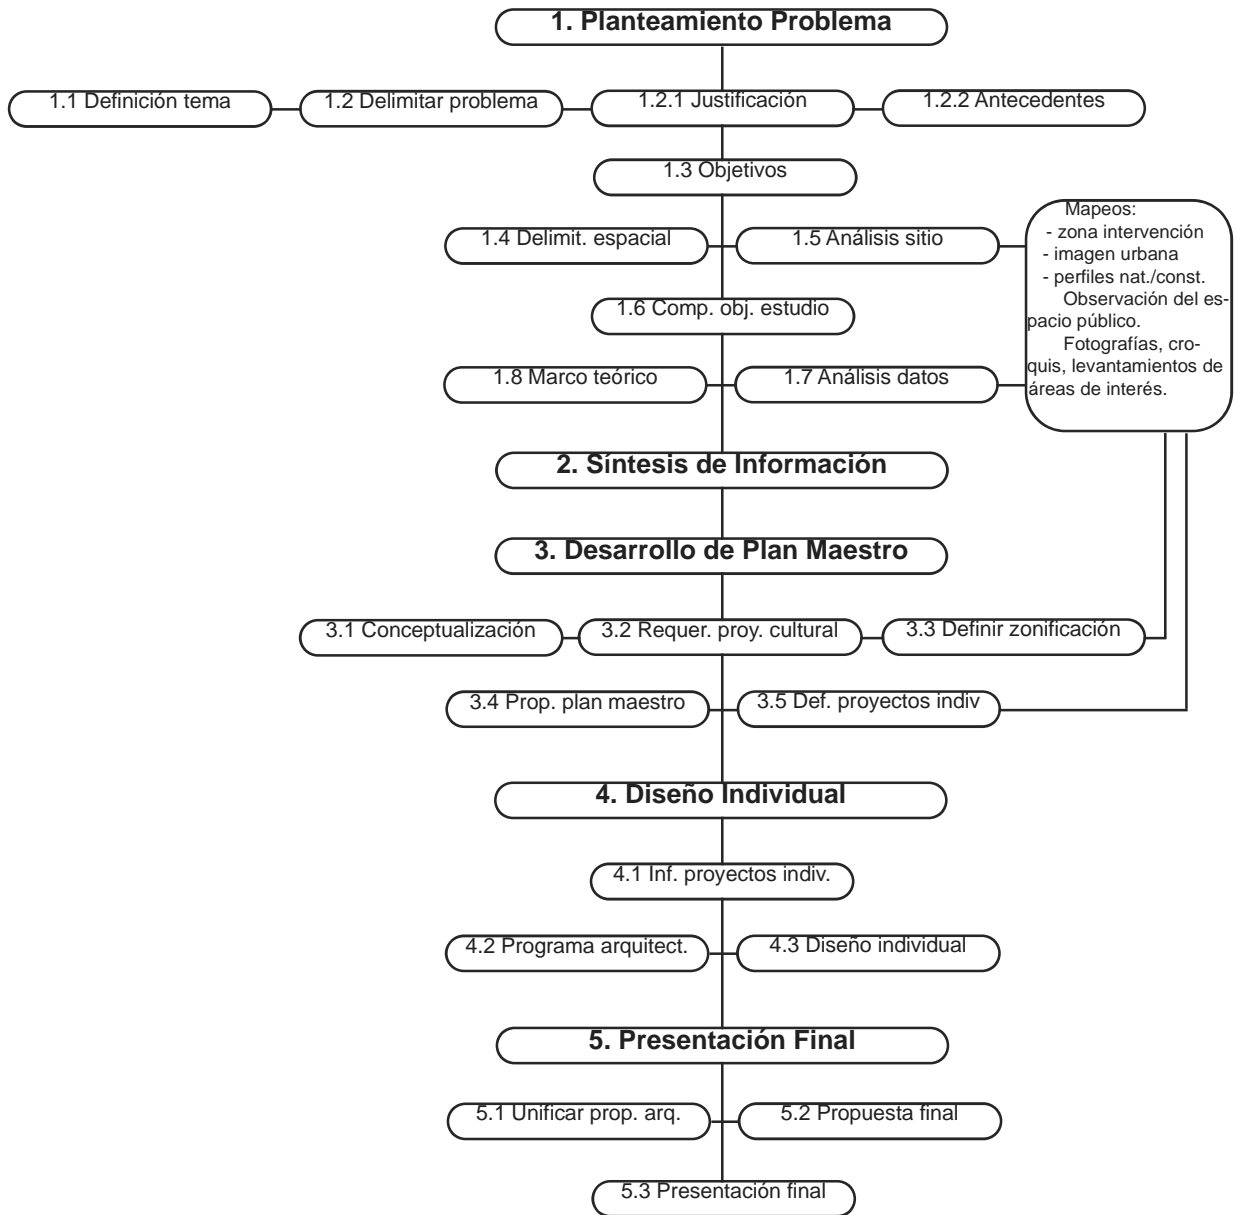 1. Planteamiento Problema
1.1 Definición tema
1.2 Delimitar problema
1.2.1 Justificación
1.2.2 Antecedentes
1.3 Objetivos
1.4 Delimit. espacial
1.5 Análisis sitio
Mapeos:
- zona intervención
- imagen urbana
- perfiles nat./const.
Observación del es-
pacio público.
Fotografías, cro-
quis, levantamientos de
áreas de interés.
1.6 Comp. obj. estudio
1.8 Marco teórico
1.7 Análisis datos
2. Síntesis de Información
3. Desarrollo de Plan Maestro
3.1 Conceptualización
3.2 Requer. proy. cultural
3.3 Definir zonificación
3.4 Prop. plan maestro
3.5 Def. proyectos indiv
4. Diseño Individual
4.1 Inf. proyectos indiv.
4.2 Programa arquitect.
4.3 Diseño individual
5. Presentación Final
5.1 Unificar prop. arq.
5.2 Propuesta final
5.3 Presentación final